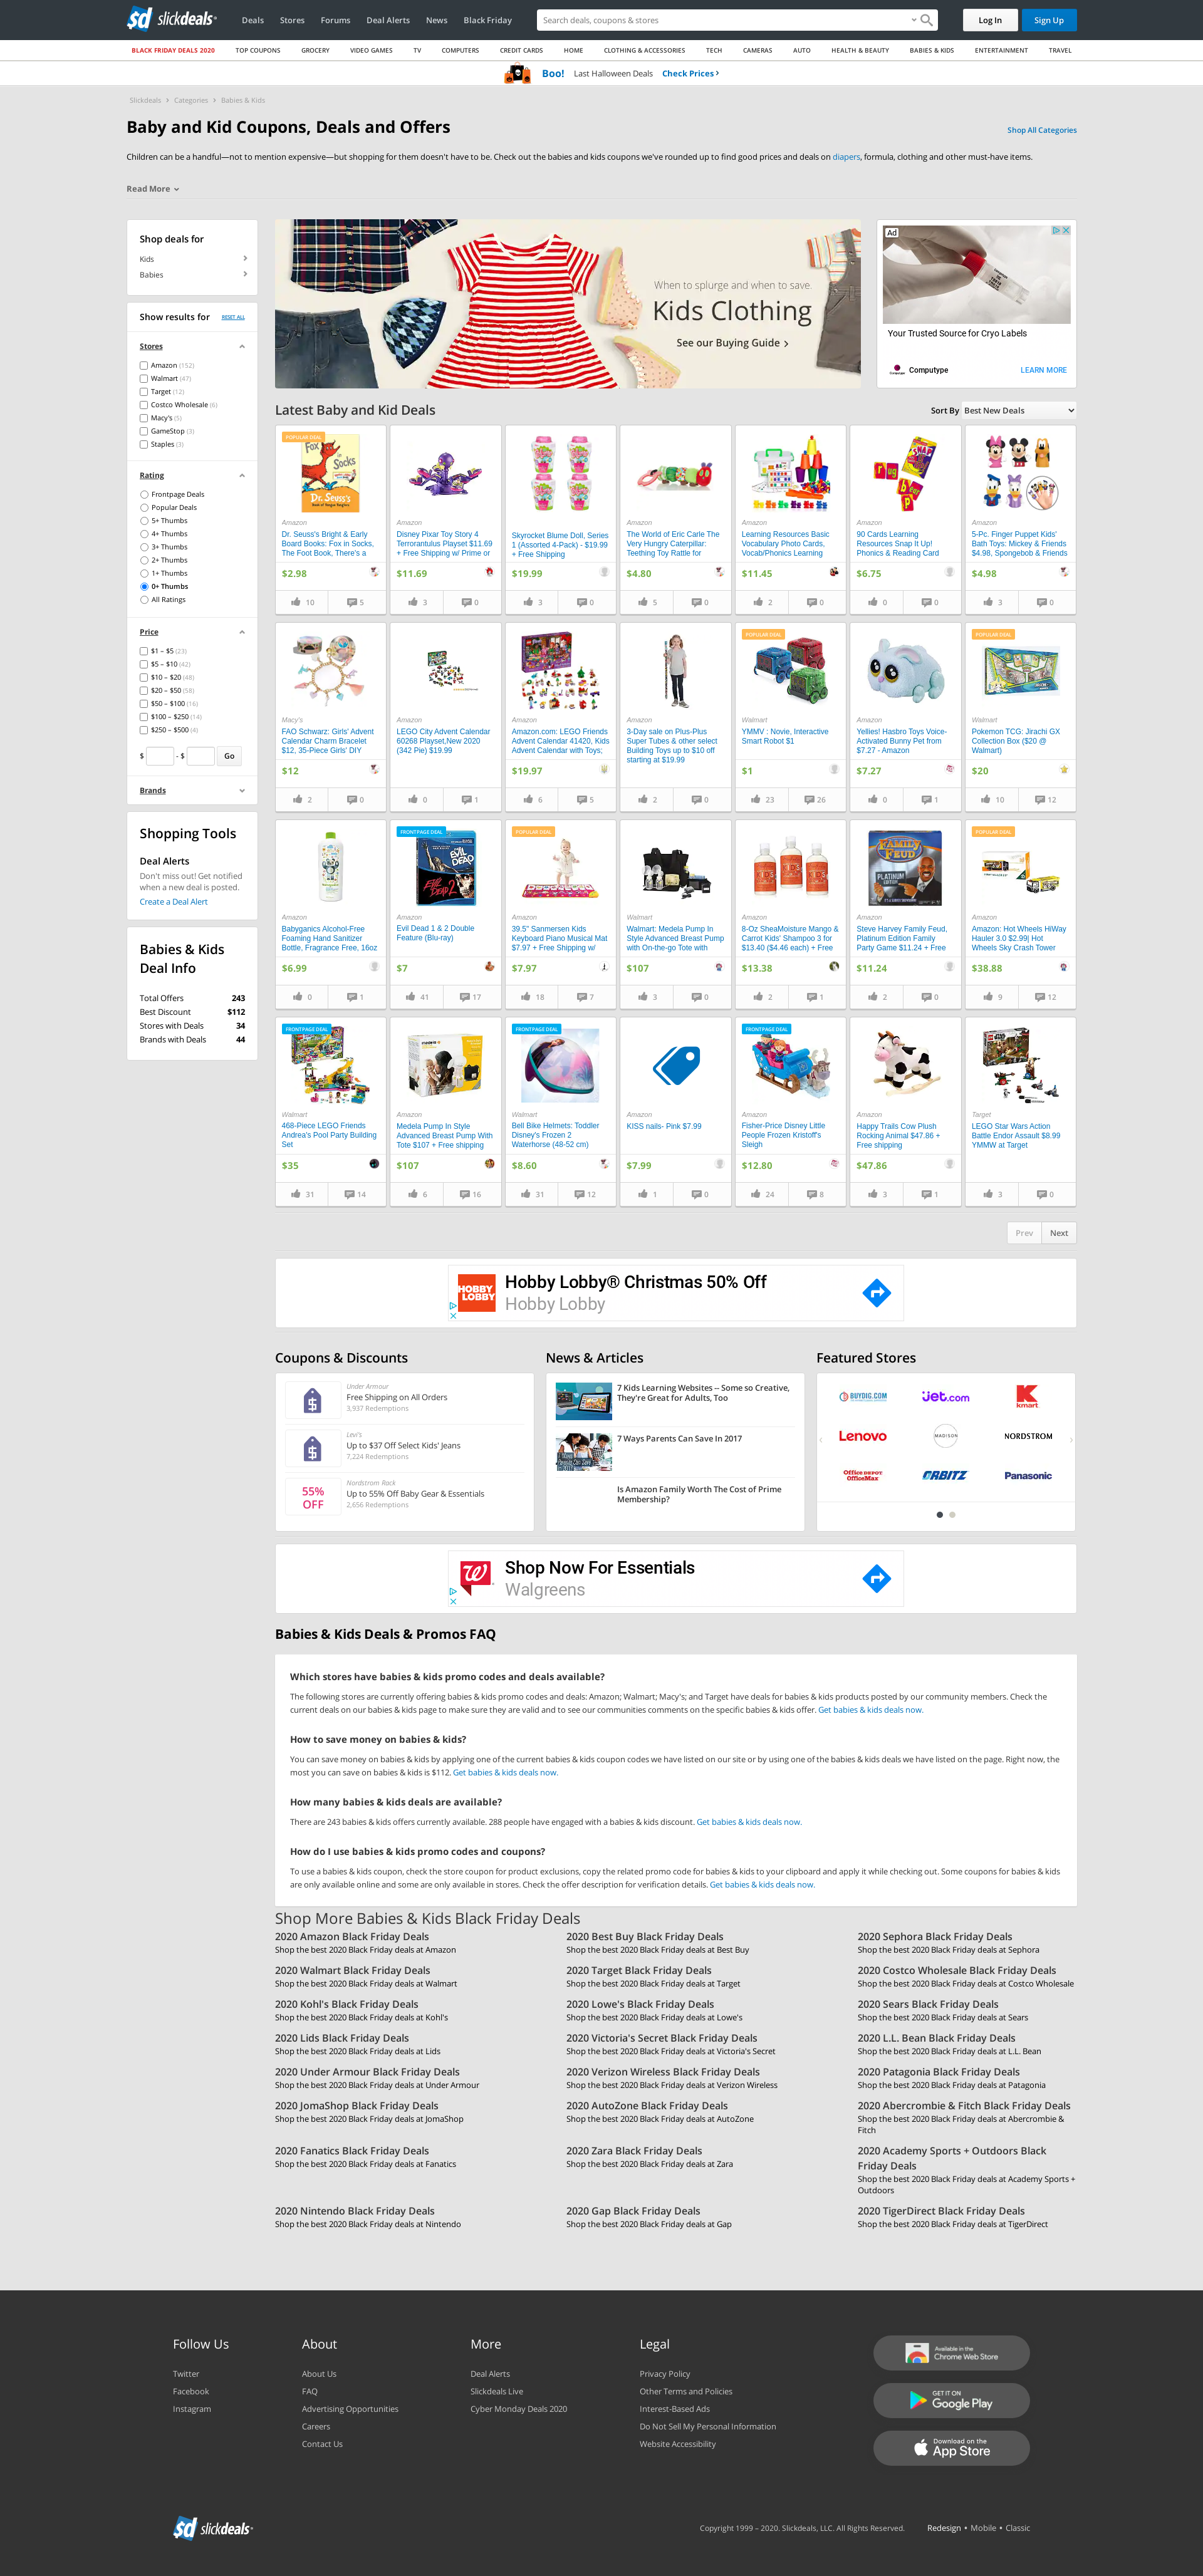 slickdeals
Deals Stores Forums Deal Alerts News Black Friday
Search deals, coupons & stores
Log In Sign Up
BLACK FRIDAY DEALS 2020 TOP COUPONS GROCERY VIDEO GAMES TV COMPUTERS CREDIT CARDS HOME CLOTHING & ACCESSORIES TECH CAMERAS AUTO HEALTH & BEAUTY BABIES & KIDS ENTERTAINMENT TRAVEL
Boo! Last Halloween Deals Check Prices
Slickdeals > Categories > Babies & Kids
Baby and Kid Coupons, Deals and Offers
Shop All Categories
Children can be a handful—not to mention expensive—but shopping for them doesn't have to be. Check out the babies and kids coupons we've rounded up to find good prices and deals on diapers, formula, clothing and other must-have items.
Read More
Shop deals for
Kids
Babies
Show results for RESET ALL
Stores
Amazon (152)
Walmart (47)
Target (12)
Costco Wholesale (6)
Macy's (5)
GameStop (3)
Staples (3)
Rating
Frontpage Deals
Popular Deals
5+ Thumbs
4+ Thumbs
3+ Thumbs
2+ Thumbs
1+ Thumbs
0+ Thumbs
All Ratings
Price
$1 – $5 (23)
$5 – $10 (42)
$10 – $20 (48)
$20 – $50 (58)
$50 – $100 (16)
$100 – $250 (14)
$250 – $500 (4)
$ - $ Go
Brands
Shopping Tools
Deal Alerts
Don't miss out! Get notified
when a new deal is posted.
Create a Deal Alert
Babies & Kids
Deal Info
Total Offers 243
Best Discount $112
Stores with Deals 34
Brands with Deals 44
When to splurge and when to save.
Kids Clothing
See our Buying Guide >
Ad
Your Trusted Source for Cryo Labels
Computype LEARN MORE
Latest Baby and Kid Deals
Sort By Best New Deals
POPULAR DEAL
Amazon
Dr. Seuss's Bright & Early
Board Books: Fox in Socks,
The Foot Book, There's a
$2.98
10 5
Amazon
Disney Pixar Toy Story 4
Terrorantulus Playset $11.69
+ Free Shipping w/ Prime or
$11.69
3 0
Skyrocket Blume Doll, Series
1 (Assorted 4-Pack) - $19.99
+ Free Shipping
$19.99
3 0
Amazon
The World of Eric Carle The
Very Hungry Caterpillar:
Teething Toy Rattle for
$4.80
5 0
Amazon
Learning Resources Basic
Vocabulary Photo Cards,
Vocab/Phonics Learning
$11.45
2 0
Amazon
90 Cards Learning
Resources Snap It Up!
Phonics & Reading Card
$6.75
0 0
Amazon
5-Pc. Finger Puppet Kids'
Bath Toys: Mickey & Friends
$4.98, Spongebob & Friends
$4.98
3 0
Macy's
FAO Schwarz: Girls' Advent
Calendar Charm Bracelet
$12, 35-Piece Girls' DIY
$12
2 0
Amazon
LEGO City Advent Calendar
60268 Playset,New 2020
(342 Pie) $19.99
0 1
Amazon
Amazon.com: LEGO Friends
Advent Calendar 41420, Kids
Advent Calendar with Toys;
$19.97
6 5
Amazon
3-Day sale on Plus-Plus
Super Tubes & other select
Building Toys up to $10 off
starting at $19.99
2 0
POPULAR DEAL
Walmart
YMMV : Novie, Interactive
Smart Robot $1
$1
23 26
Amazon
Yellies! Hasbro Toys Voice-
Activated Bunny Pet from
$7.27 - Amazon
$7.27
0 1
POPULAR DEAL
Walmart
Pokemon TCG: Jirachi GX
Collection Box ($20 @
Walmart)
$20
10 12
Amazon
Babyganics Alcohol-Free
Foaming Hand Sanitizer
Bottle, Fragrance Free, 16oz
$6.99
0 1
FRONTPAGE DEAL
Amazon
Evil Dead 1 & 2 Double
Feature (Blu-ray)
$7
41 17
POPULAR DEAL
Amazon
39.5" Sanmersen Kids
Keyboard Piano Musical Mat
$7.97 + Free Shipping w/
$7.97
18 7
Walmart
Walmart: Medela Pump In
Style Advanced Breast Pump
with On-the-go Tote with
$107
3 0
Amazon
8-Oz SheaMoisture Mango &
Carrot Kids' Shampoo 3 for
$13.40 ($4.46 each) + Free
$13.38
2 1
Amazon
Steve Harvey Family Feud,
Platinum Edition Family
Party Game $11.24 + Free
$11.24
2 0
POPULAR DEAL
Amazon
Amazon: Hot Wheels HiWay
Hauler 3.0 $2.99| Hot
Wheels Sky Crash Tower
$38.88
9 12
FRONTPAGE DEAL
Walmart
468-Piece LEGO Friends
Andrea's Pool Party Building
Set
$35
31 14
Amazon
Medela Pump In Style
Advanced Breast Pump With
Tote $107 + Free shipping
$107
6 16
FRONTPAGE DEAL
Walmart
Bell Bike Helmets: Toddler
Disney's Frozen 2
Waterhorse (48-52 cm)
$8.60
31 12
Amazon
KISS nails- Pink $7.99
$7.99
1 0
FRONTPAGE DEAL
Amazon
Fisher-Price Disney Little
People Frozen Kristoff's
Sleigh
$12.80
24 8
Amazon
Happy Trails Cow Plush
Rocking Animal $47.86 +
Free shipping
$47.86
3 1
Target
LEGO Star Wars Action
Battle Endor Assault $8.99
YMMW at Target
3 0
Prev Next
HOBBY LOBBY
Hobby Lobby® Christmas 50% Off
Hobby Lobby
Coupons & Discounts
Under Armour
Free Shipping on All Orders
3,937 Redemptions
Levi's
Up to $37 Off Select Kids' Jeans
7,224 Redemptions
55% OFF
Nordstrom Rack
Up to 55% Off Baby Gear & Essentials
2,656 Redemptions
News & Articles
7 Kids Learning Websites -- Some so Creative,
They're Great for Adults, Too
7 Ways Parents Can Save In 2017
Is Amazon Family Worth The Cost of Prime
Membership?
Featured Stores
BUYDIG.COM Jet.com Kmart
Lenovo MADISON NORDSTROM
Office DEPOT OfficeMax ORBITZ Panasonic
Shop Now For Essentials
Walgreens
Babies & Kids Deals & Promos FAQ
Which stores have babies & kids promo codes and deals available?
The following stores are currently offering babies & kids promo codes and deals: Amazon; Walmart; Macy's; and Target have deals for babies & kids products posted by our community members. Check the
current deals on our babies & kids page to make sure they are valid and to see our communities comments on the specific babies & kids offer. Get babies & kids deals now.
How to save money on babies & kids?
You can save money on babies & kids by applying one of the current babies & kids coupon codes we have listed on our site or by using one of the babies & kids deals we have listed on the page. Right now, the
most you can save on babies & kids is $112. Get babies & kids deals now.
How many babies & kids deals are available?
There are 243 babies & kids offers currently available. 288 people have engaged with a babies & kids discount. Get babies & kids deals now.
How do I use babies & kids promo codes and coupons?
To use a babies & kids coupon, check the store coupon for product exclusions, copy the related promo code for babies & kids to your clipboard and apply it while checking out. Some coupons for babies & kids
are only available online and some are only available in stores. Check the offer description for verification details. Get babies & kids deals now.
Shop More Babies & Kids Black Friday Deals
2020 Amazon Black Friday Deals
Shop the best 2020 Black Friday deals at Amazon
2020 Best Buy Black Friday Deals
Shop the best 2020 Black Friday deals at Best Buy
2020 Sephora Black Friday Deals
Shop the best 2020 Black Friday deals at Sephora
2020 Walmart Black Friday Deals
Shop the best 2020 Black Friday deals at Walmart
2020 Target Black Friday Deals
Shop the best 2020 Black Friday deals at Target
2020 Costco Wholesale Black Friday Deals
Shop the best 2020 Black Friday deals at Costco Wholesale
2020 Kohl's Black Friday Deals
Shop the best 2020 Black Friday deals at Kohl's
2020 Lowe's Black Friday Deals
Shop the best 2020 Black Friday deals at Lowe's
2020 Sears Black Friday Deals
Shop the best 2020 Black Friday deals at Sears
2020 Lids Black Friday Deals
Shop the best 2020 Black Friday deals at Lids
2020 Victoria's Secret Black Friday Deals
Shop the best 2020 Black Friday deals at Victoria's Secret
2020 L.L. Bean Black Friday Deals
Shop the best 2020 Black Friday deals at L.L. Bean
2020 Under Armour Black Friday Deals
Shop the best 2020 Black Friday deals at Under Armour
2020 Verizon Wireless Black Friday Deals
Shop the best 2020 Black Friday deals at Verizon Wireless
2020 Patagonia Black Friday Deals
Shop the best 2020 Black Friday deals at Patagonia
2020 JomaShop Black Friday Deals
Shop the best 2020 Black Friday deals at JomaShop
2020 AutoZone Black Friday Deals
Shop the best 2020 Black Friday deals at AutoZone
2020 Abercrombie & Fitch Black Friday Deals
Shop the best 2020 Black Friday deals at Abercrombie &
Fitch
2020 Fanatics Black Friday Deals
Shop the best 2020 Black Friday deals at Fanatics
2020 Zara Black Friday Deals
Shop the best 2020 Black Friday deals at Zara
2020 Academy Sports + Outdoors Black
Friday Deals
Shop the best 2020 Black Friday deals at Academy Sports +
Outdoors
2020 Nintendo Black Friday Deals
Shop the best 2020 Black Friday deals at Nintendo
2020 Gap Black Friday Deals
Shop the best 2020 Black Friday deals at Gap
2020 TigerDirect Black Friday Deals
Shop the best 2020 Black Friday deals at TigerDirect
Follow Us
Twitter
Facebook
Instagram
About
About Us
FAQ
Advertising Opportunities
Careers
Contact Us
More
Deal Alerts
Slickdeals Live
Cyber Monday Deals 2020
Legal
Privacy Policy
Other Terms and Policies
Interest-Based Ads
Do Not Sell My Personal Information
Website Accessibility
Available in the
Chrome Web Store
GET IT ON
Google Play
Download on the
App Store
slickdeals
Copyright 1999 – 2020. Slickdeals, LLC. All Rights Reserved. Redesign • Mobile • Classic